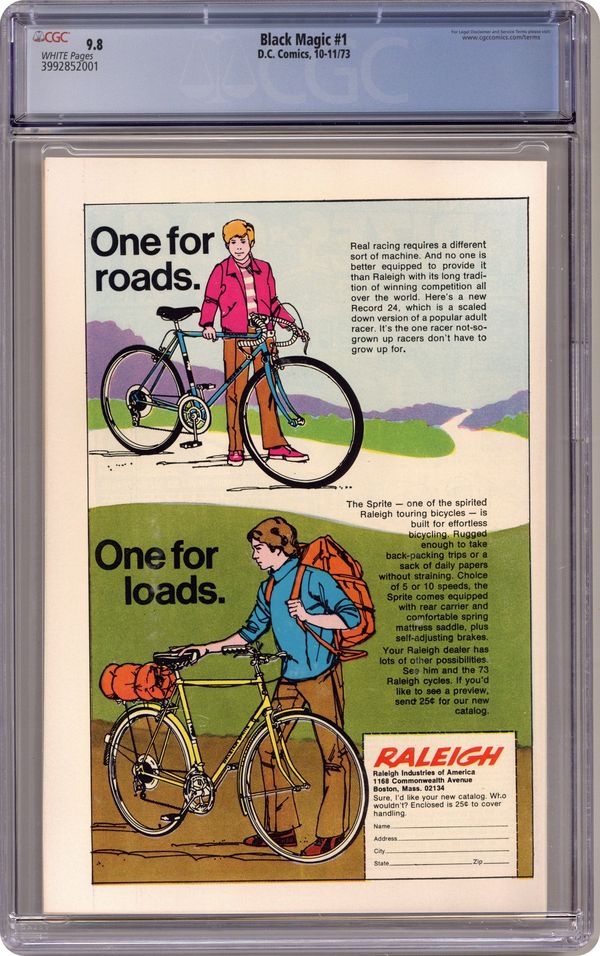 CGC
9.8
WHITE Pages
3992852001
Black Magic #1
D.C. Comics, 10-11/73
For Legal Disclaimer and Service Terms please visit:
www.cgccomics.com/terms
CGC
One for
roads.
Real racing requires a different
sort of machine. And no one is
better equipped to provide it
than Raleigh with its long tradi-
tion of winning competition all
over the world. Here's a new
Record 24, which is a scaled
down version of a popular adult
racer. It's the one racer not-so-
grown up racers don't have to
grow up for.
The Sprite — one of the spirited
Raleigh touring bicycles — is
built for effortless
bicycling. Rugged
enough to take
back-packing trips or a
sack of daily papers
without straining. Choice
of 5 or 10 speeds, the
Sprite comes equipped
with rear carrier and
comfortable spring
mattress saddle, plus
self-adjusting brakes.
Your Raleigh dealer has
lots of other possibilities.
See him and the 73
Raleigh cycles. If you'd
like to see a preview,
send 25¢ for our new
catalog.
One for
loads.
RALEIGH
Raleigh Industries of America
1168 Commonwealth Avenue
Boston, Mass. 02134
Sure, I'd like your new catalog. Who
wouldn't? Enclosed is 25¢ to cover
handling.
Name
Address
City
State Zip